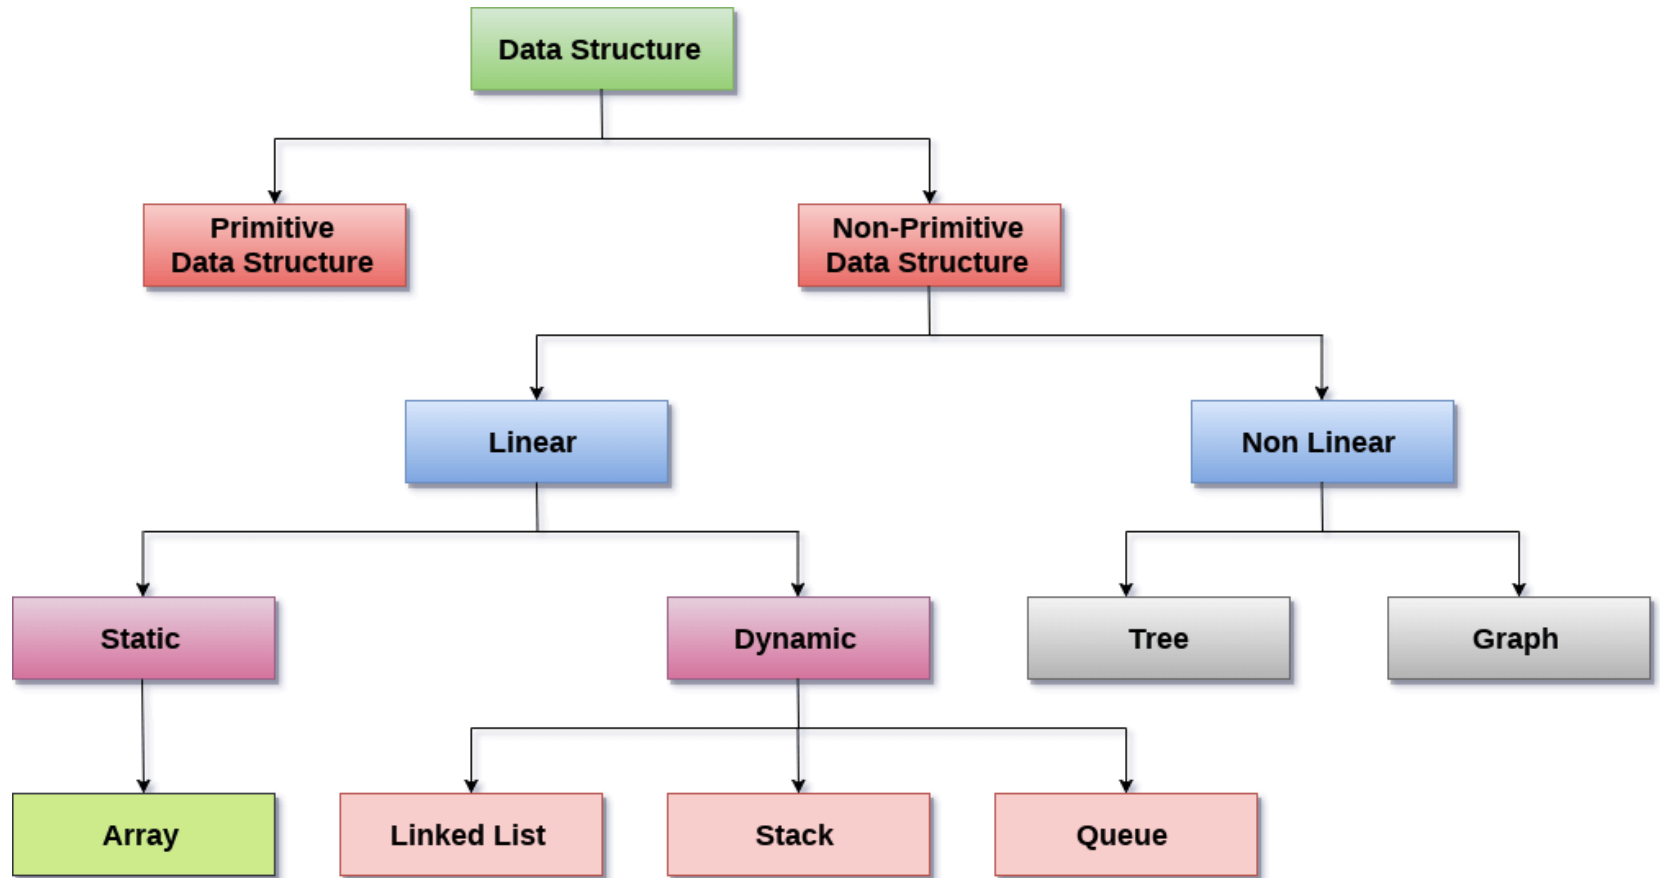 Data Structure
Primitive
Data Structure
Non-Primitive
Data Structure
Linear
Non Linear
Static
Dynamic
Tree
Graph
Array
Linked List
Stack
Queue